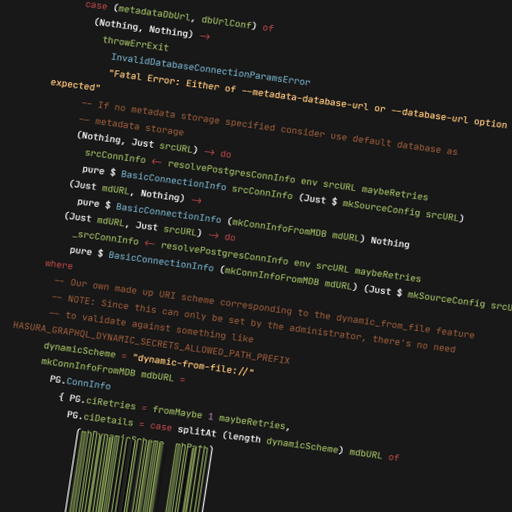 case (metadataDbUrl, dbUrlConf) of
(Nothing, Nothing) ->
throwErrExit
InvalidDatabaseConnectionParamsError
"Fatal Error: Either of --metadata-database-url or --database-url option
expected"
-- If no metadata storage specified consider use default database as
-- metadata storage
(Nothing, Just srcURL) -> do
srcConnInfo <- resolvePostgresConnInfo env srcURL maybeRetries
pure $ BasicConnectionInfo srcConnInfo (Just $ mkSourceConfig srcURL)
(Just mdURL, Nothing) ->
pure $ BasicConnectionInfo (mkConnInfoFromMDB mdURL) Nothing
(Just mdURL, Just srcURL) -> do
_srcConnInfo <- resolvePostgresConnInfo env srcURL maybeRetries
pure $ BasicConnectionInfo (mkConnInfoFromMDB mdURL) (Just $ mkSourceConfig
where
-- Our own made up URI scheme corresponding to the dynamic_from_file feature
-- NOTE: Since this can only be set by the administrator, there's no need
-- to validate against something like
HASURA_GRAPHQL_DYNAMIC_SECRETS_ALLOWED_PATH_PREFIX
dynamicScheme = "dynamic-from-file://"
mkConnInfoFromMDB mdbURL =
PG.ConnInfo
{ PG.ciRetries = fromMaybe 1 maybeRetries,
PG.ciDetails = case splitAt (length dynamicScheme) mdbURL of